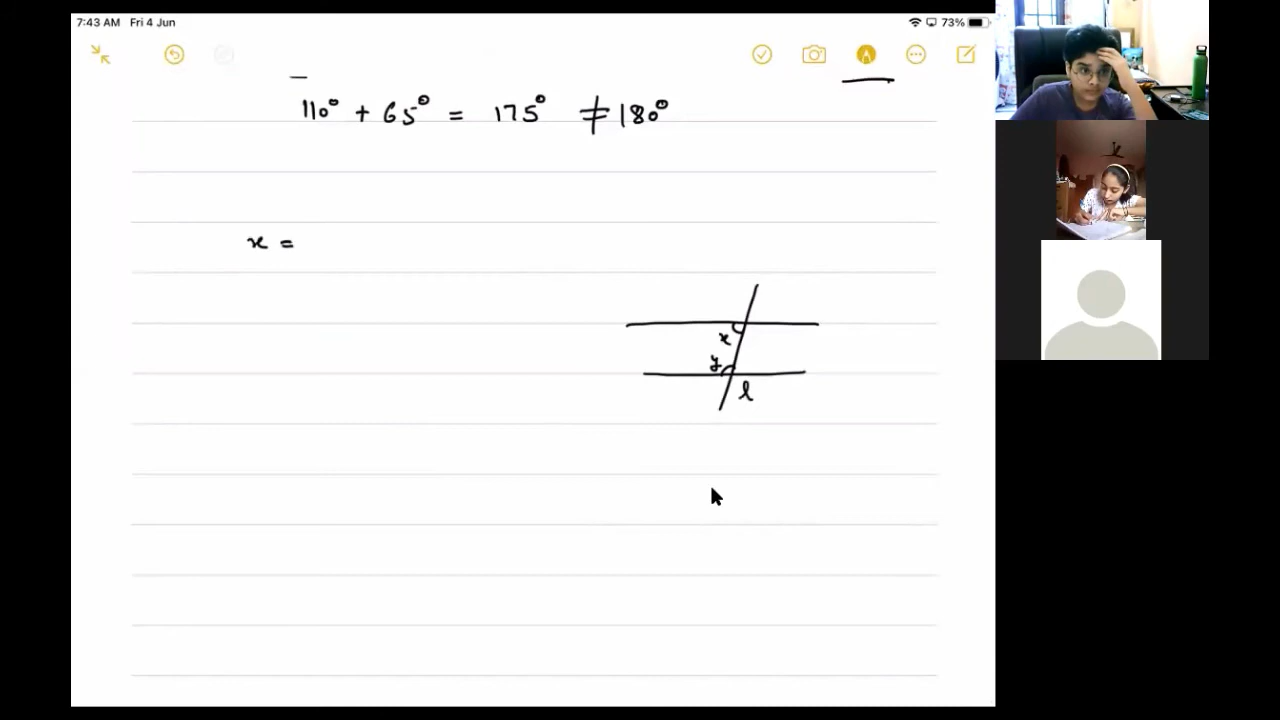 7:43 AM Fri 4 Jun
73%
110° + 65° = 175° ≠ 180°
x =
x
y
l